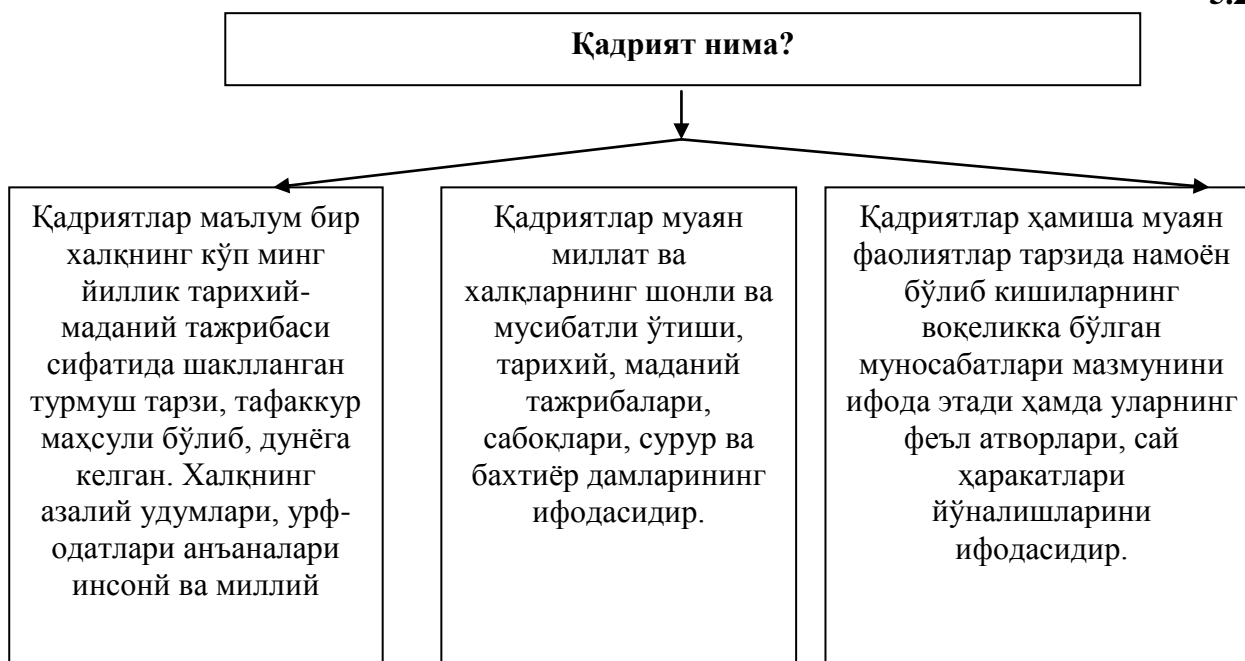 Қадрият нима?
Қадриятлар маълум бир
халқнинг кўп минг
йиллик тарихий-
маданий тажрибаси
сифатида шаклланган
турмуш тарзи, тафаккур
маҳсули бўлиб, дунёга
келган. Халқнинг
азалий удумлари, урф-
одатлари анъаналари
инсонй ва миллий
Қадриятлар муаян
миллат ва
халқларнинг шонли ва
мусибатли ўтиши,
тарихий, маданий
тажрибалари,
сабоқлари, сурур ва
бахтиёр дамларининг
ифодасидир.
Қадриятлар ҳамиша муаян
фаолиятлар тарзида намоён
бўлиб кишиларнинг
воқеликка бўлган
муносабатлари мазмунини
ифода этади ҳамда уларнинг
феъл атворлари, сай
ҳаракатлари
йўналишларини
ифодасидир.